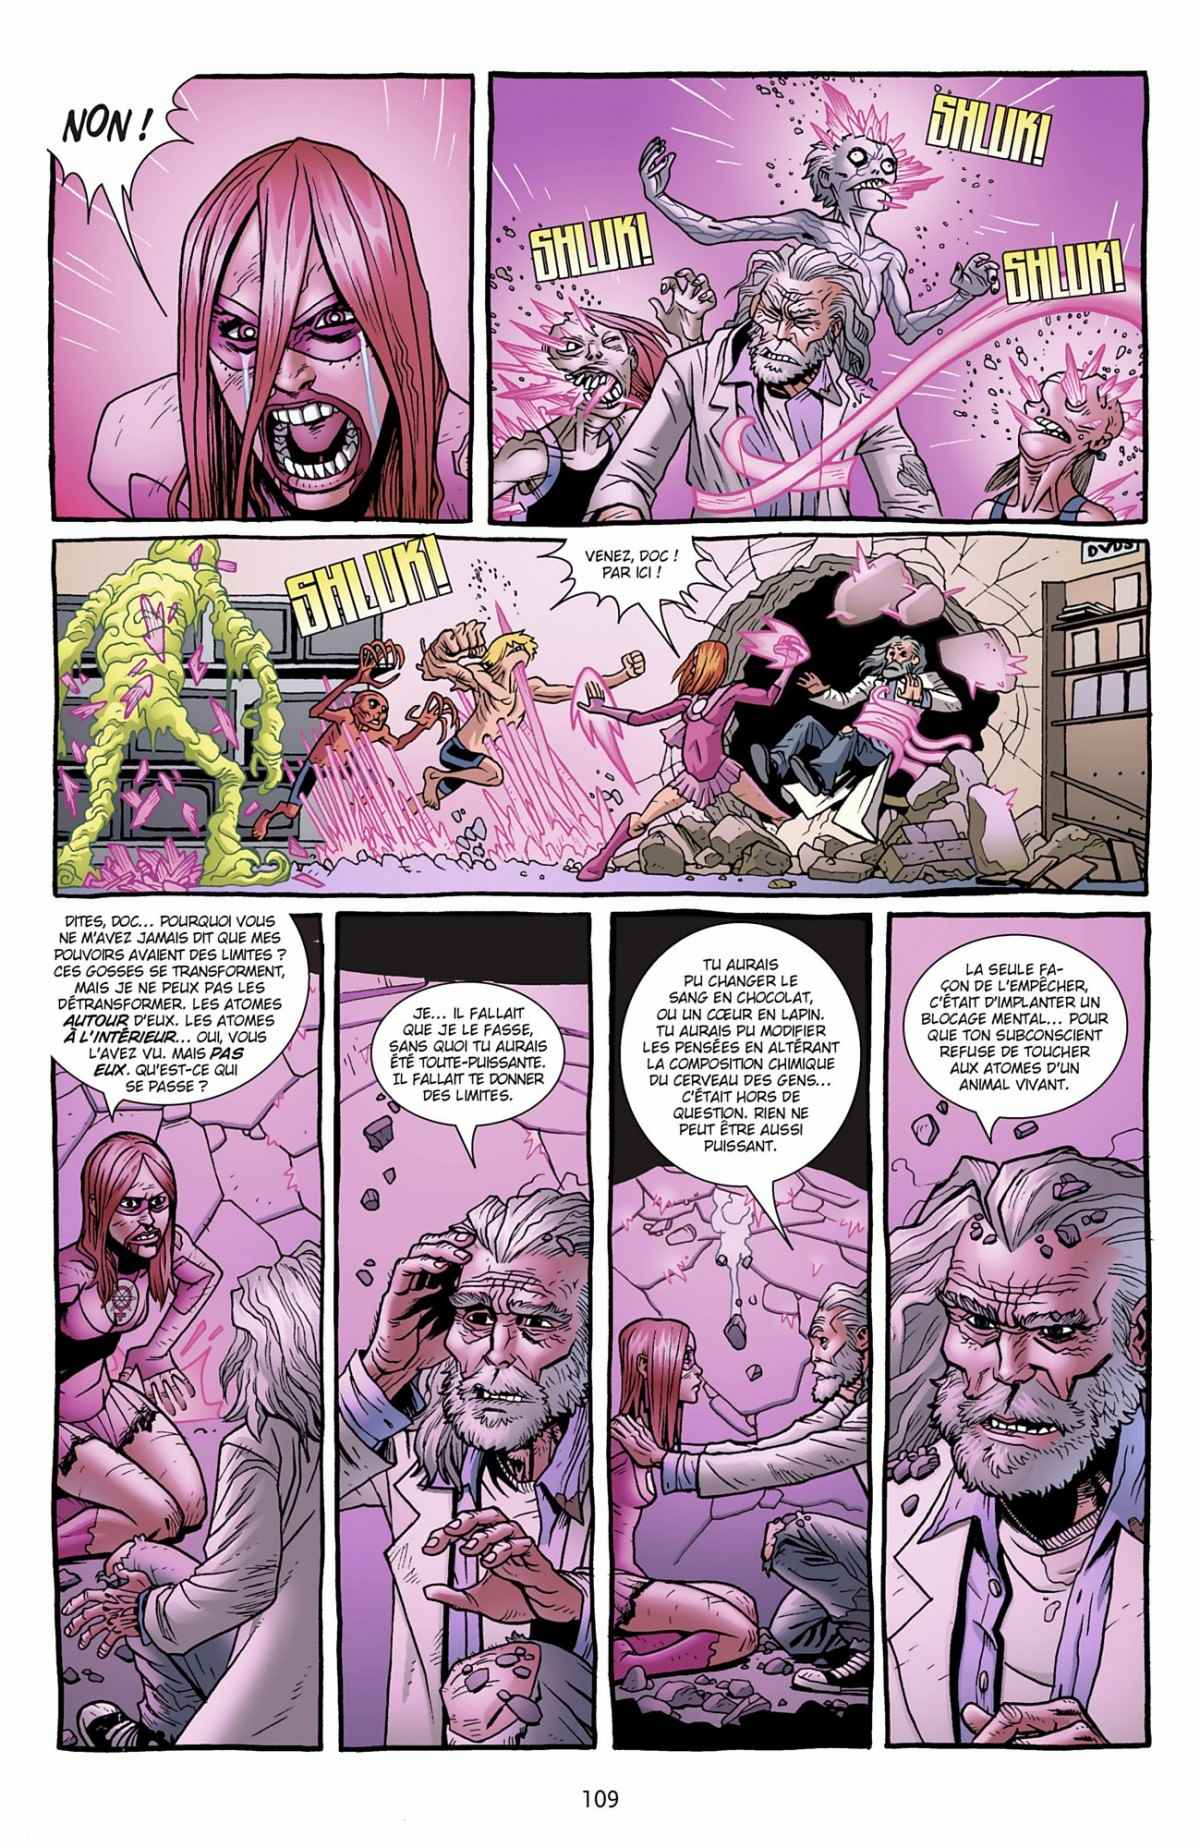 NON !
SHLUK!
SHLUK!
SHLUK!
SHLUK!
VENEZ, DOC !
PAR ICI !
DVDS
DITES, DOC... POURQUOI VOUS
NE M'AVEZ JAMAIS DIT QUE MES
POUVOIRS AVAIENT DES LIMITES ?
CES GOSSES SE TRANSFORMENT,
MAIS JE NE PEUX PAS LES
DÉTRANSFORMER. LES ATOMES
AUTOUR D'EUX. LES ATOMES
À L'INTÉRIEUR... OUI, VOUS
L'AVEZ VU. MAIS PAS
EUX. QU'EST-CE QUI
SE PASSE ?
JE... IL FALLAIT
QUE JE LE FASSE,
SANS QUOI TU AURAIS
ÉTÉ TOUTE-PUISSANTE.
IL FALLAIT TE DONNER
DES LIMITES.
TU AURAIS
PU CHANGER LE
SANG EN CHOCOLAT,
OU UN CŒUR EN LAPIN.
TU AURAIS PU MODIFIER
LES PENSÉES EN ALTÉRANT
LA COMPOSITION CHIMIQUE
DU CERVEAU DES GENS...
C'ÉTAIT HORS DE
QUESTION. RIEN NE
PEUT ÊTRE AUSSI
PUISSANT.
LA SEULE FA-
ÇON DE L'EMPÊCHER,
C'ÉTAIT D'IMPLANTER UN
BLOCAGE MENTAL... POUR
QUE TON SUBCONSCIENT
REFUSE DE TOUCHER
AUX ATOMES D'UN
ANIMAL VIVANT.
109